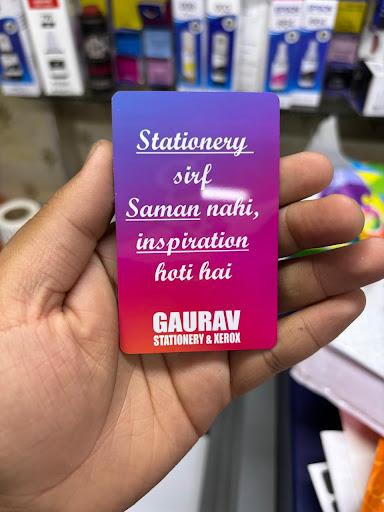 Stationery
sirf
Saman nahi,
inspiration
hoti hai
GAURAV
STATIONERY & XEROX